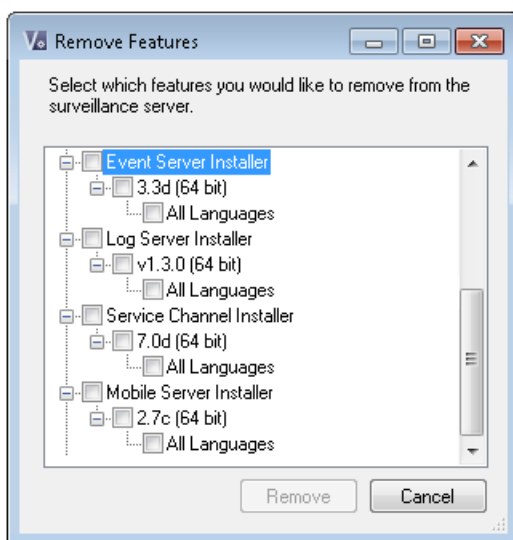 Remove Features
Select which features you would like to remove from the
surveillance server.
Event Server Installer
3.3d (64 bit)
All Languages
Log Server Installer
v1.3.0 (64 bit)
All Languages
Service Channel Installer
7.0d (64 bit)
All Languages
Mobile Server Installer
2.7c (64 bit)
All Languages
Remove Cancel